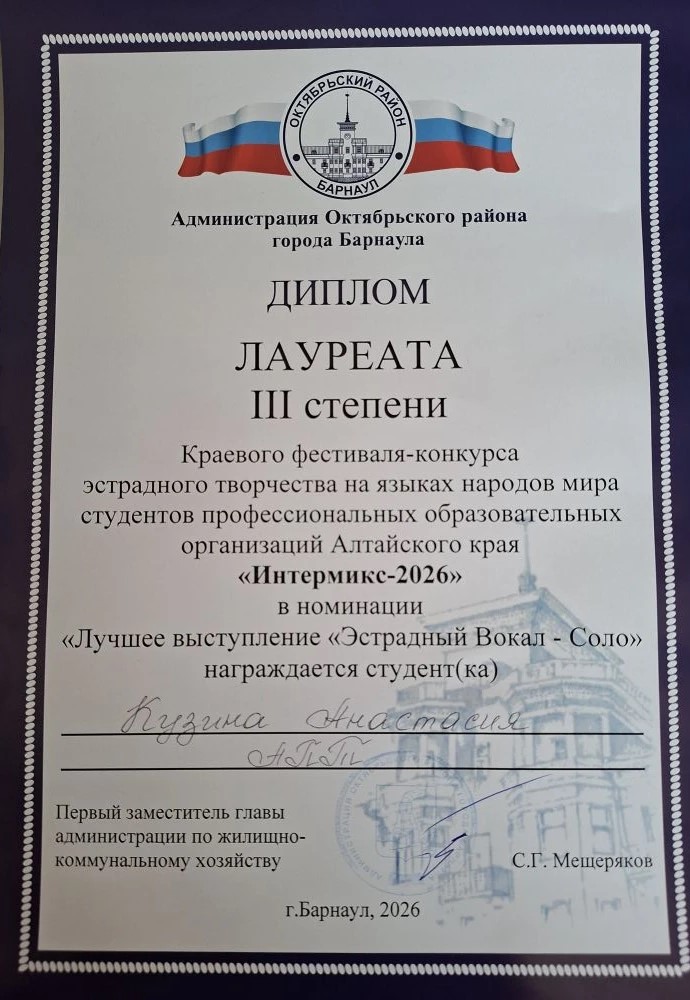 ОКТЯБРЬСКИЙ РАЙОН
БАРНАУЛ
Администрация Октябрьского района
города Барнаула
ДИПЛОМ
ЛАУРЕАТА
III степени
Краевого фестиваля-конкурса
эстрадного творчества на языках народов мира
студентов профессиональных образовательных
организаций Алтайского края
«Интермикс-2026»
в номинации
«Лучшее выступление «Эстрадный Вокал - Соло»
награждается студент(ка)
Кузина Анастасия
АПТ
Первый заместитель главы
администрации по жилищно-
коммунальному хозяйству
С.Г. Мещеряков
г.Барнаул, 2026